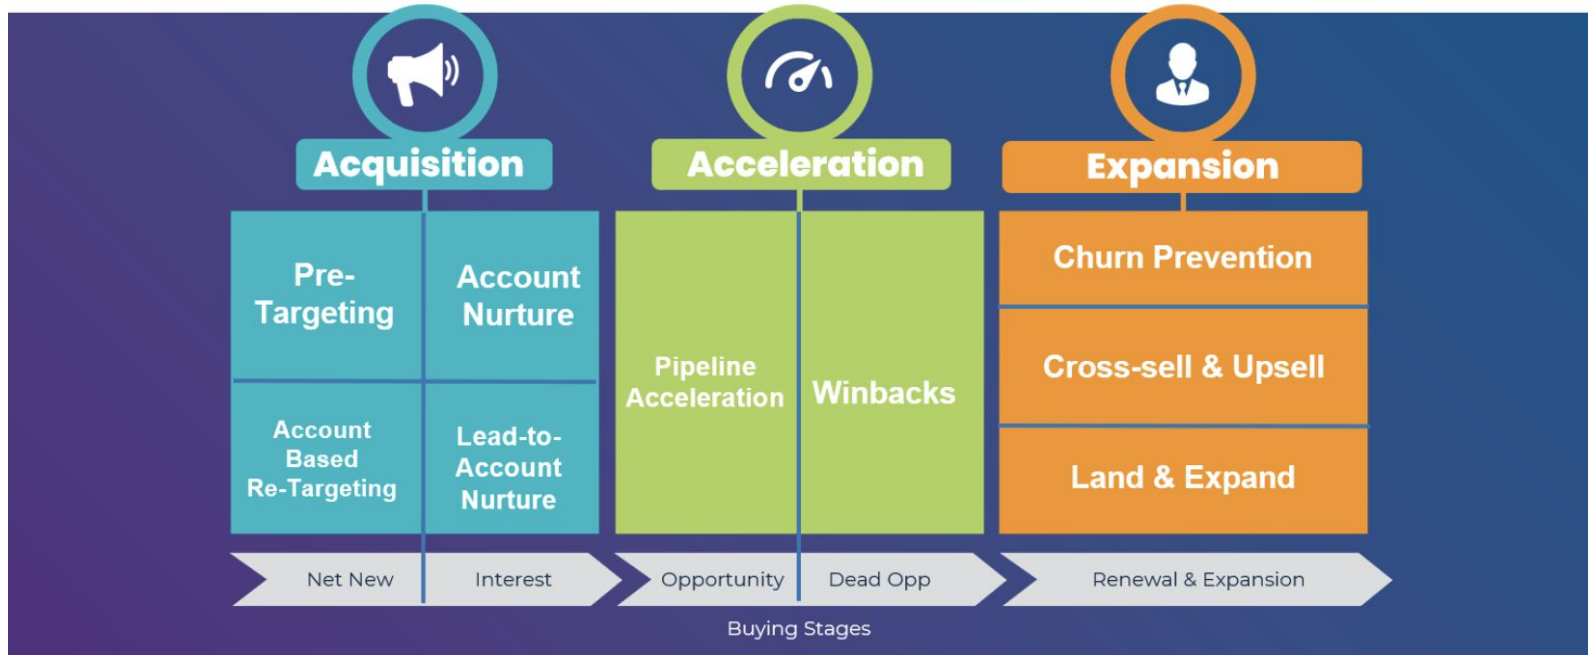 Acquisition
Acceleration
Expansion
Pre-
Targeting
Account
Nurture
Account
Based
Re-Targeting
Lead-to-
Account
Nurture
Pipeline
Acceleration
Winbacks
Churn Prevention
Cross-sell & Upsell
Land & Expand
Net New
Interest
Opportunity
Dead Opp
Renewal & Expansion
Buying Stages